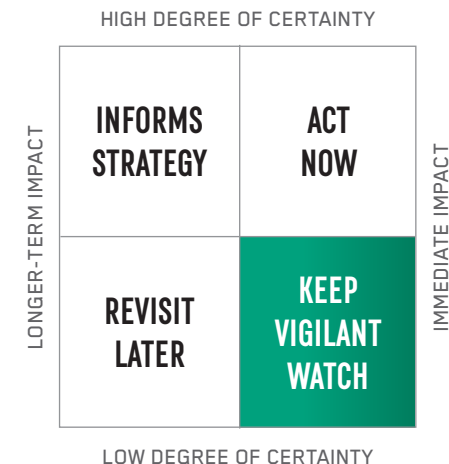 HIGH DEGREE OF CERTAINTY
LONGER-TERM IMPACT
INFORMS
STRATEGY
ACT
NOW
IMMEDIATE IMPACT
REVISIT
LATER
KEEP
VIGILANT
WATCH
LOW DEGREE OF CERTAINTY